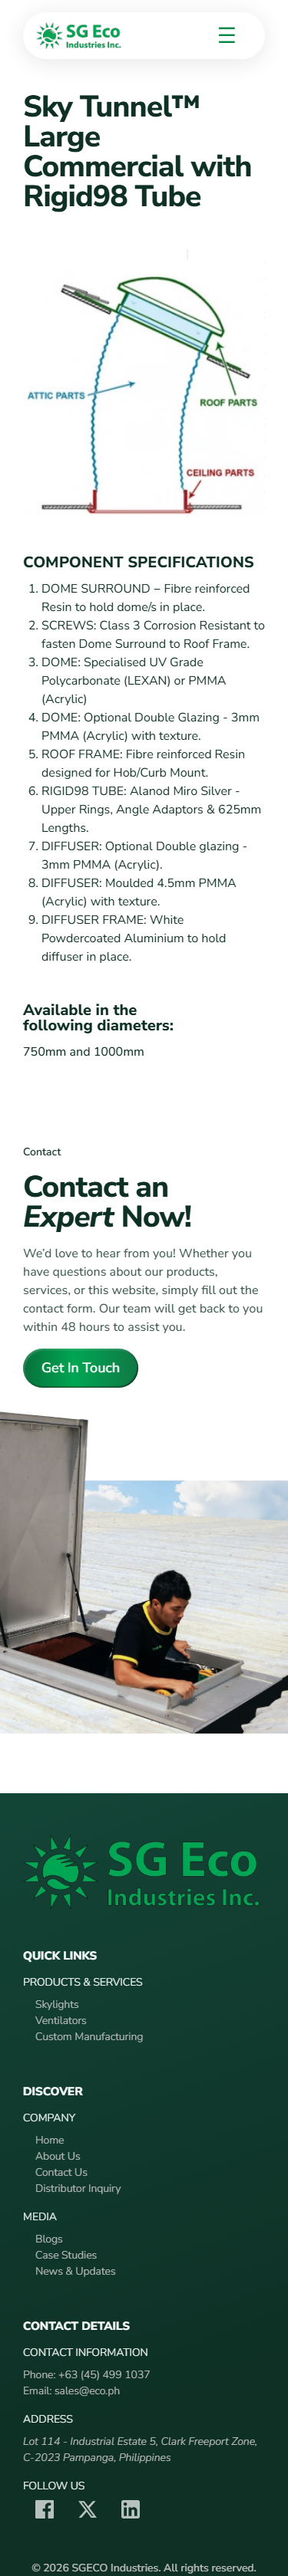 SG Eco
Industries Inc.
Sky Tunnel™
Large
Commercial with
Rigid98 Tube
ATTIC PARTS
ROOF PARTS
CEILING PARTS
COMPONENT SPECIFICATIONS
1. DOME SURROUND – Fibre reinforced
Resin to hold dome/s in place.
2. SCREWS: Class 3 Corrosion Resistant to
fasten Dome Surround to Roof Frame.
3. DOME: Specialised UV Grade
Polycarbonate (LEXAN) or PMMA
(Acrylic)
4. DOME: Optional Double Glazing - 3mm
PMMA (Acrylic) with texture.
5. ROOF FRAME: Fibre reinforced Resin
designed for Hob/Curb Mount.
6. RIGID98 TUBE: Alanod Miro Silver -
Upper Rings, Angle Adaptors & 625mm
Lengths.
7. DIFFUSER: Optional Double glazing -
3mm PMMA (Acrylic).
8. DIFFUSER: Moulded 4.5mm PMMA
(Acrylic) with texture.
9. DIFFUSER FRAME: White
Powdercoated Aluminium to hold
diffuser in place.
Available in the
following diameters:
750mm and 1000mm
Contact
Contact an
Expert Now!
We’d love to hear from you! Whether you
have questions about our products,
services, or this website, simply fill out the
contact form. Our team will get back to you
within 48 hours to assist you.
Get In Touch
SG Eco
Industries Inc.
QUICK LINKS
PRODUCTS & SERVICES
Skylights
Ventilators
Custom Manufacturing
DISCOVER
COMPANY
Home
About Us
Contact Us
Distributor Inquiry
MEDIA
Blogs
Case Studies
News & Updates
CONTACT DETAILS
CONTACT INFORMATION
Phone: +63 (45) 499 1037
Email: sales@eco.ph
ADDRESS
Lot 114 - Industrial Estate 5, Clark Freeport Zone,
C-2023 Pampanga, Philippines
FOLLOW US
© 2026 SGECO Industries. All rights reserved.